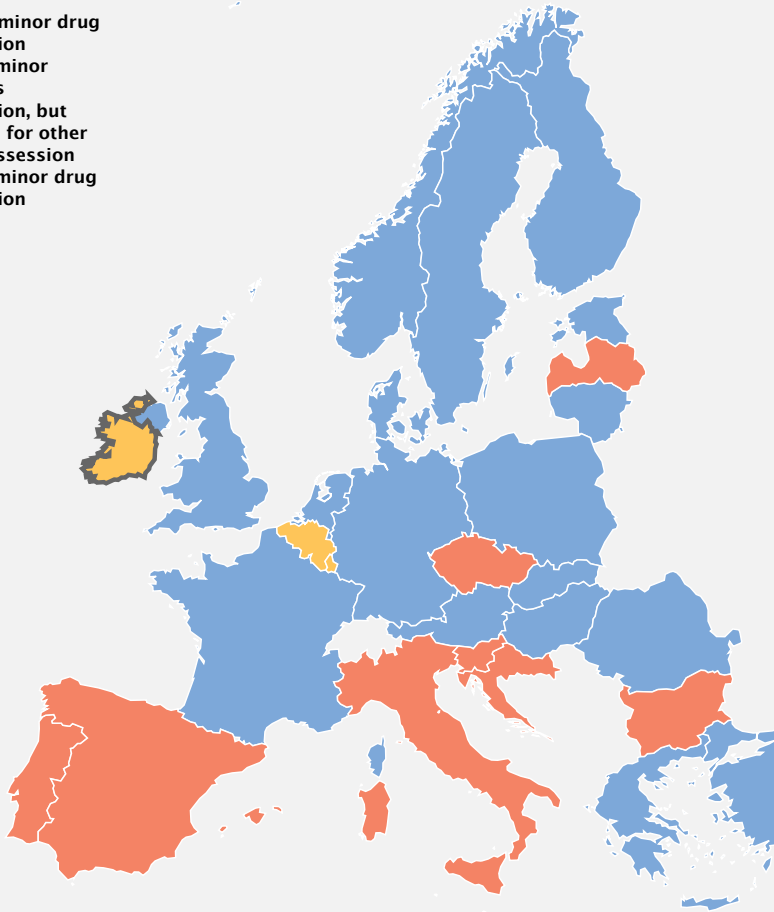 minor drug
ion
minor
s
ion, but
for other
ssession
minor drug
ion